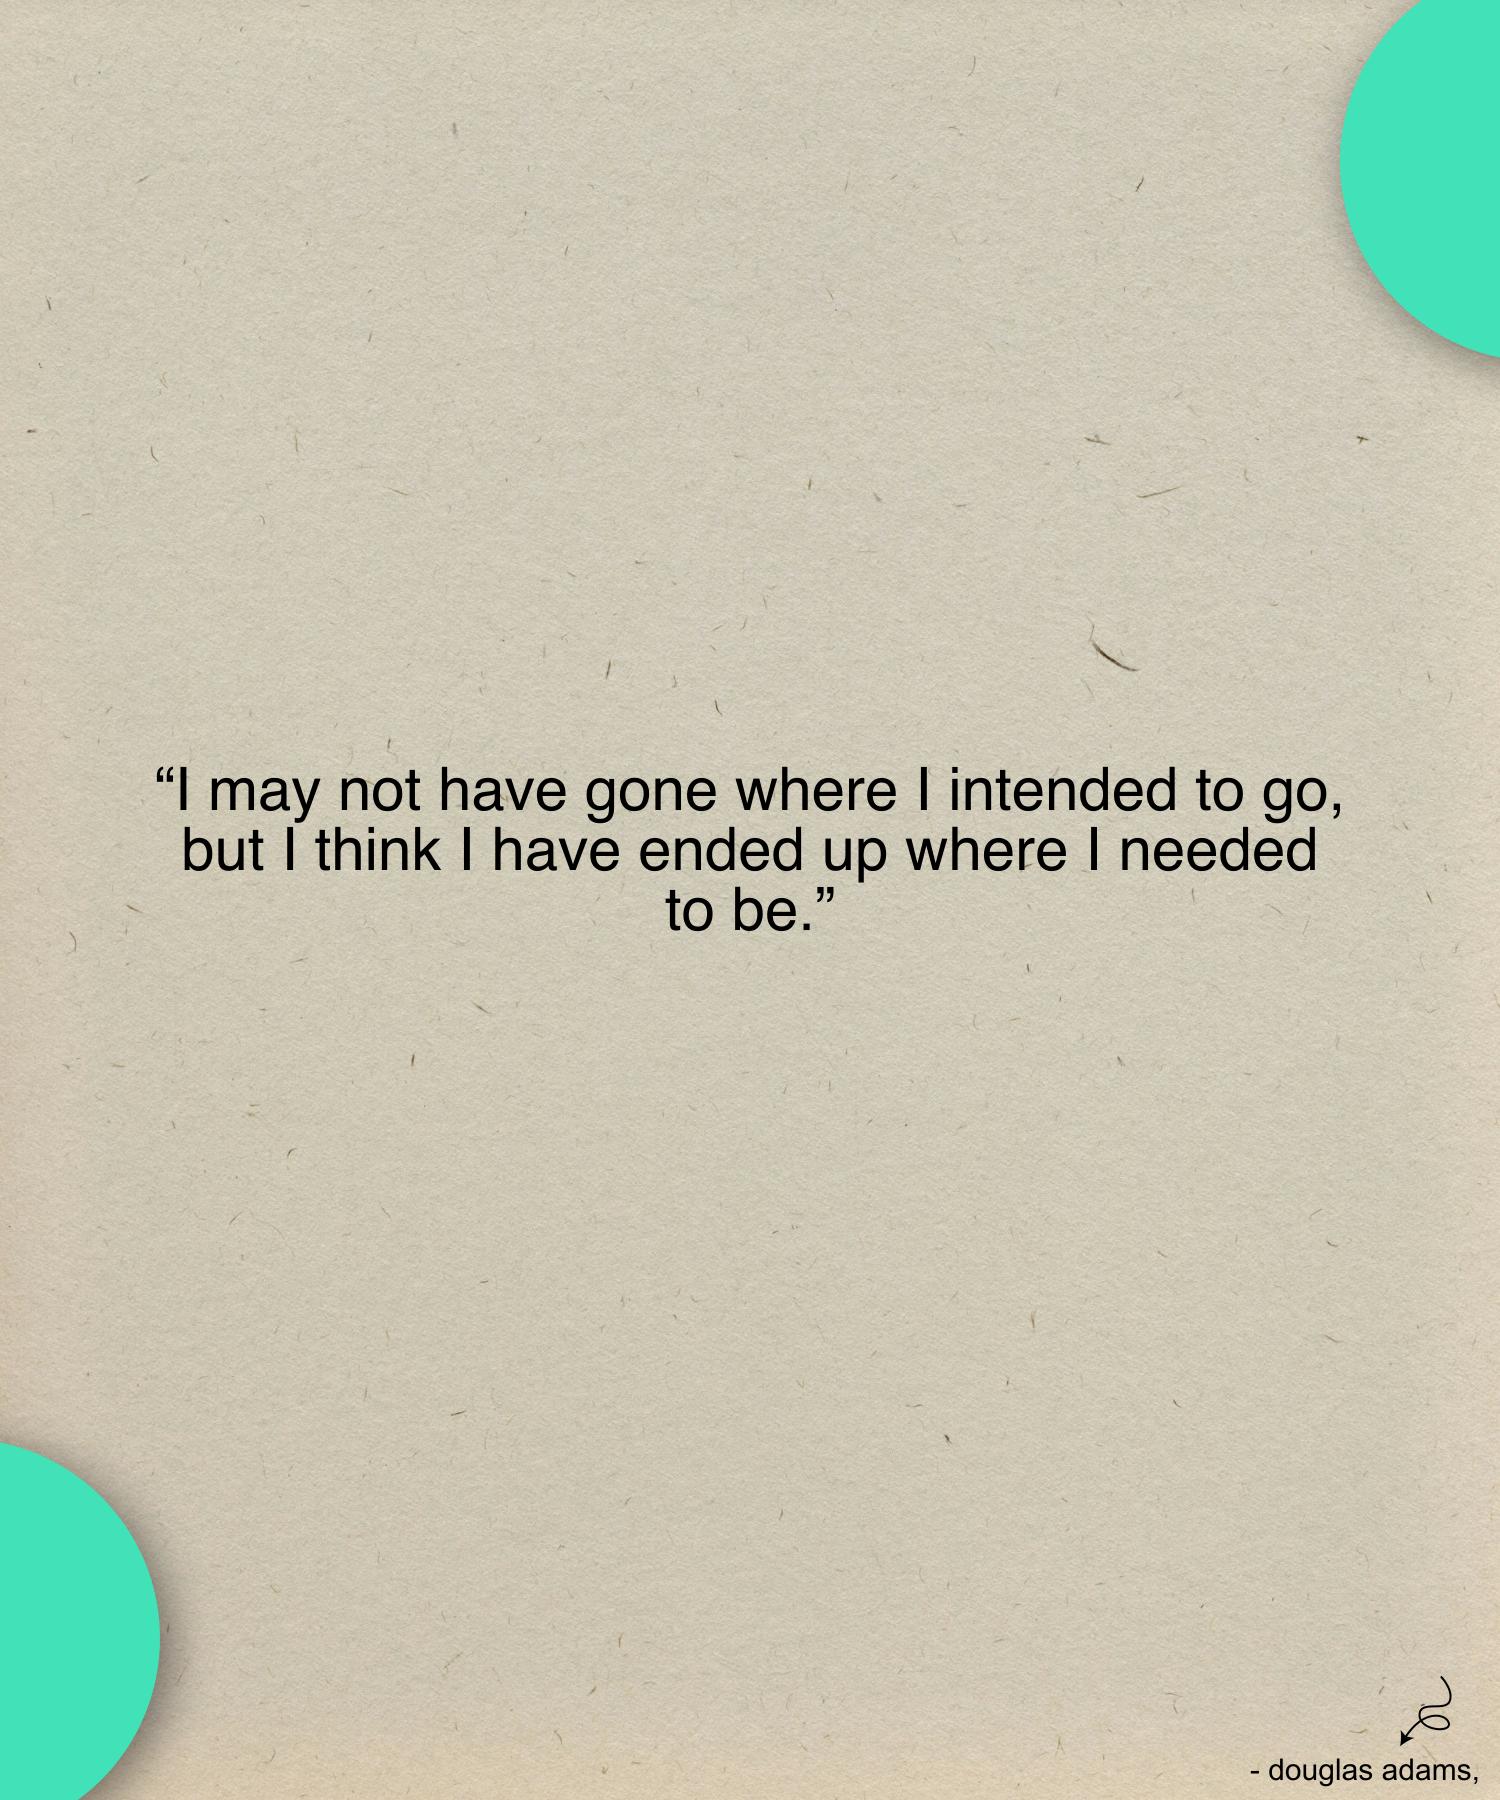 “I may not have gone where I intended to go,
but I think I have ended up where I needed
to be.”
- douglas adams,